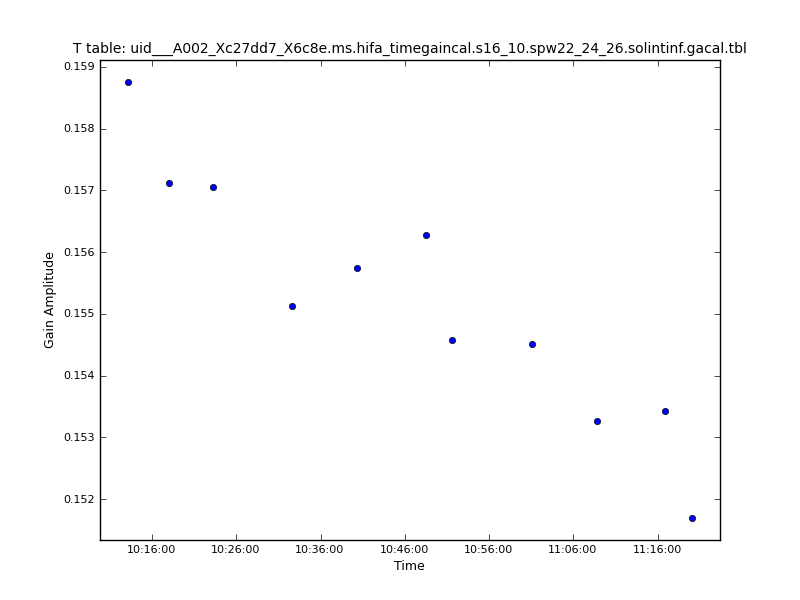 T table: uid___A002_Xc27dd7_X6c8e.ms.hifa_timegaincal.s16_10.spw22_24_26.solintinf.gacal.tbl
0.159
0.158
0.157
0.156
0.155
0.154
0.153
0.152
Gain Amplitude
10:16:00 10:26:00 10:36:00 10:46:00 10:56:00 11:06:00 11:16:00
Time